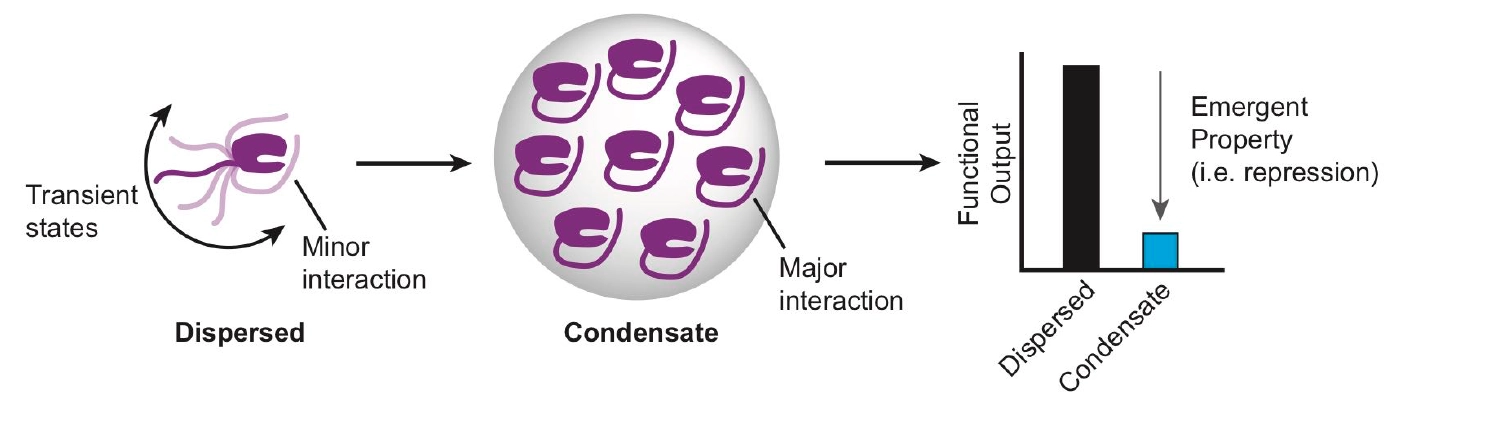 Transient
states
Minor
interaction
Dispersed
Major
interaction
Condensate
Functional
Output
Emergent
Property
(i.e. repression)
Dispersed
Condensate